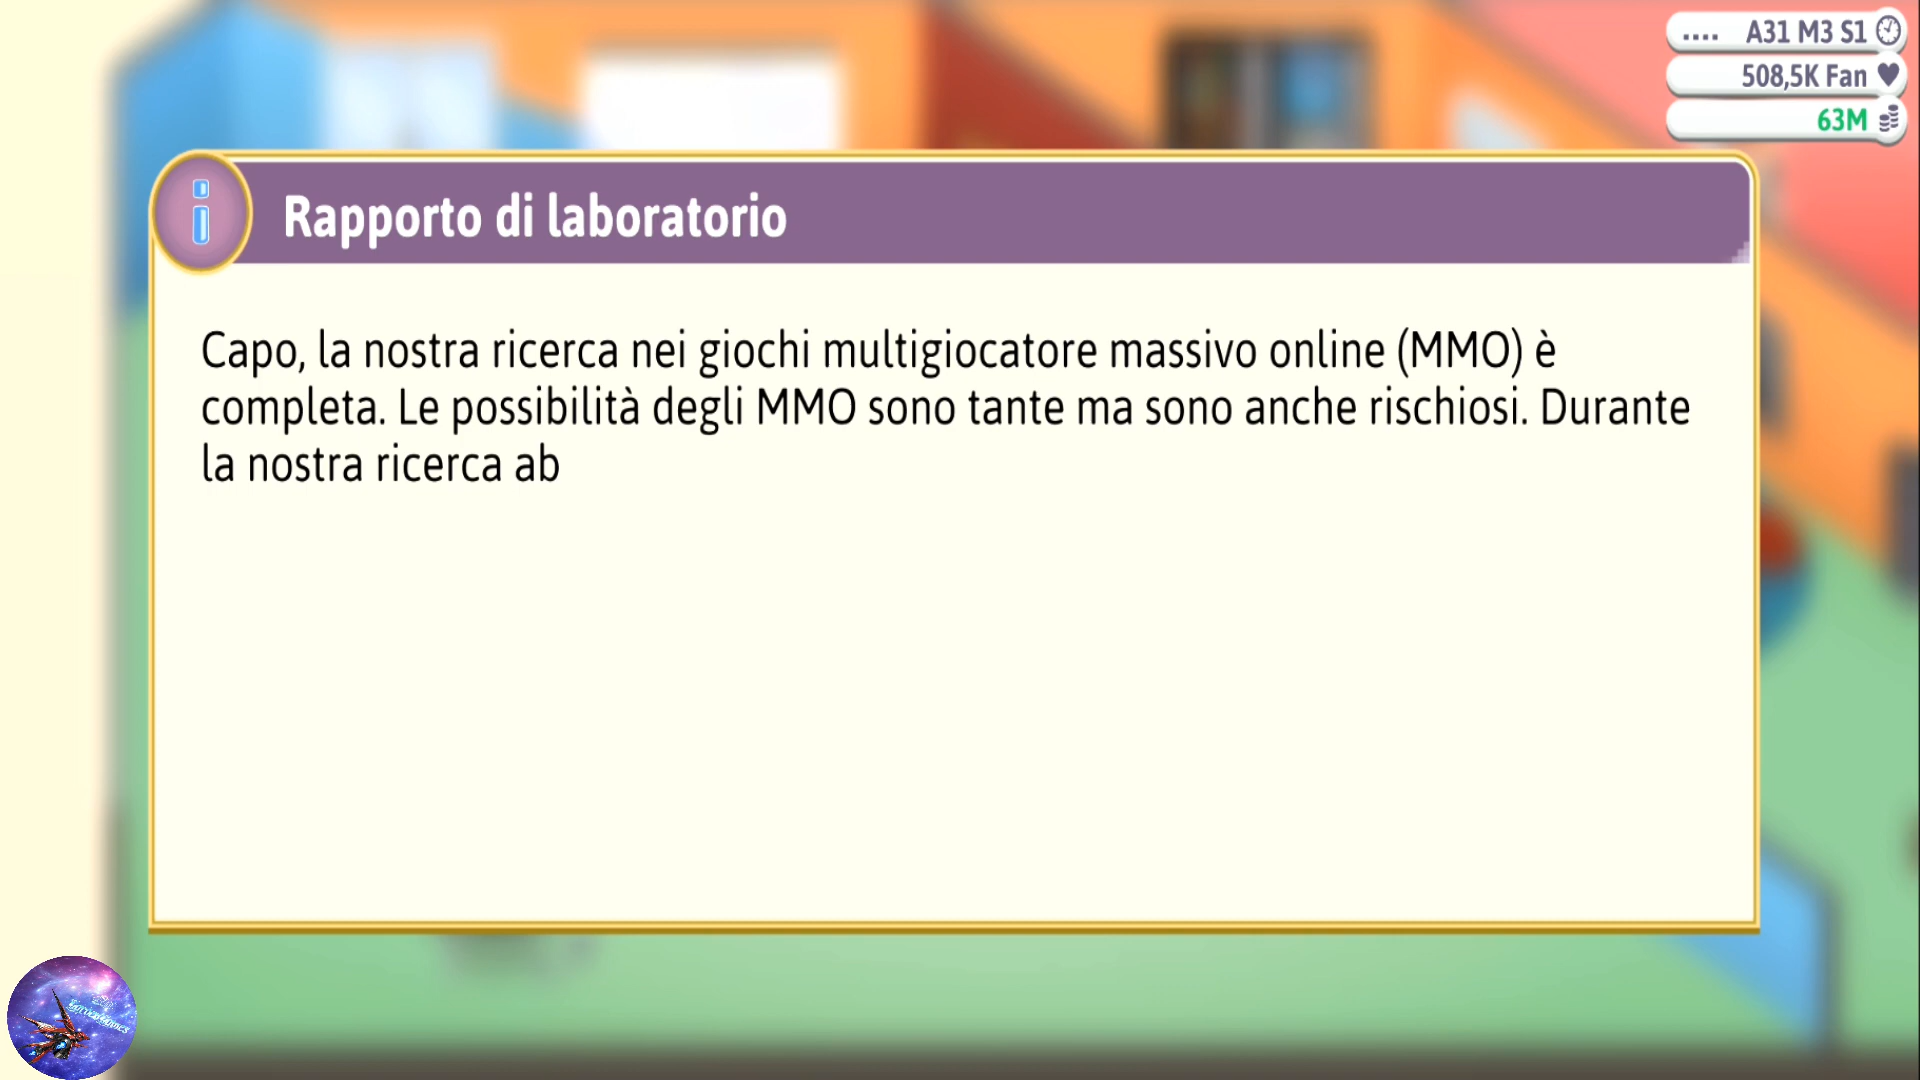 .... A31 M3 S1
508,5K Fan
63M
Rapporto di laboratorio
Capo, la nostra ricerca nei giochi multigiocatore massivo online (MMO) è
completa. Le possibilità degli MMO sono tante ma sono anche rischiosi. Durante
la nostra ricerca ab